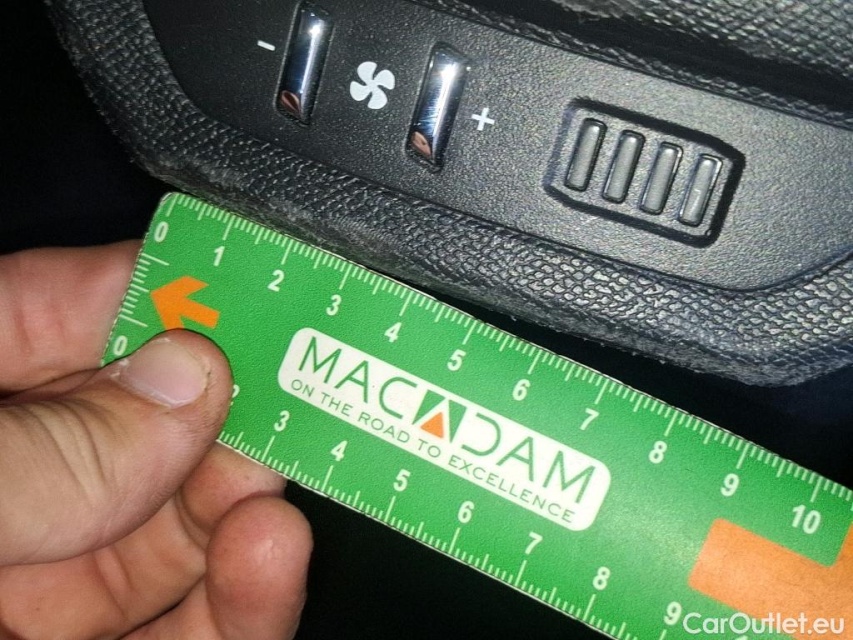 - +
0 1 2 3 4 5 6 7 8 9 10
MACADAM
ON THE ROAD TO EXCELLENCE
0 3 4 5 6 7 8 9
CarOutlet.eu